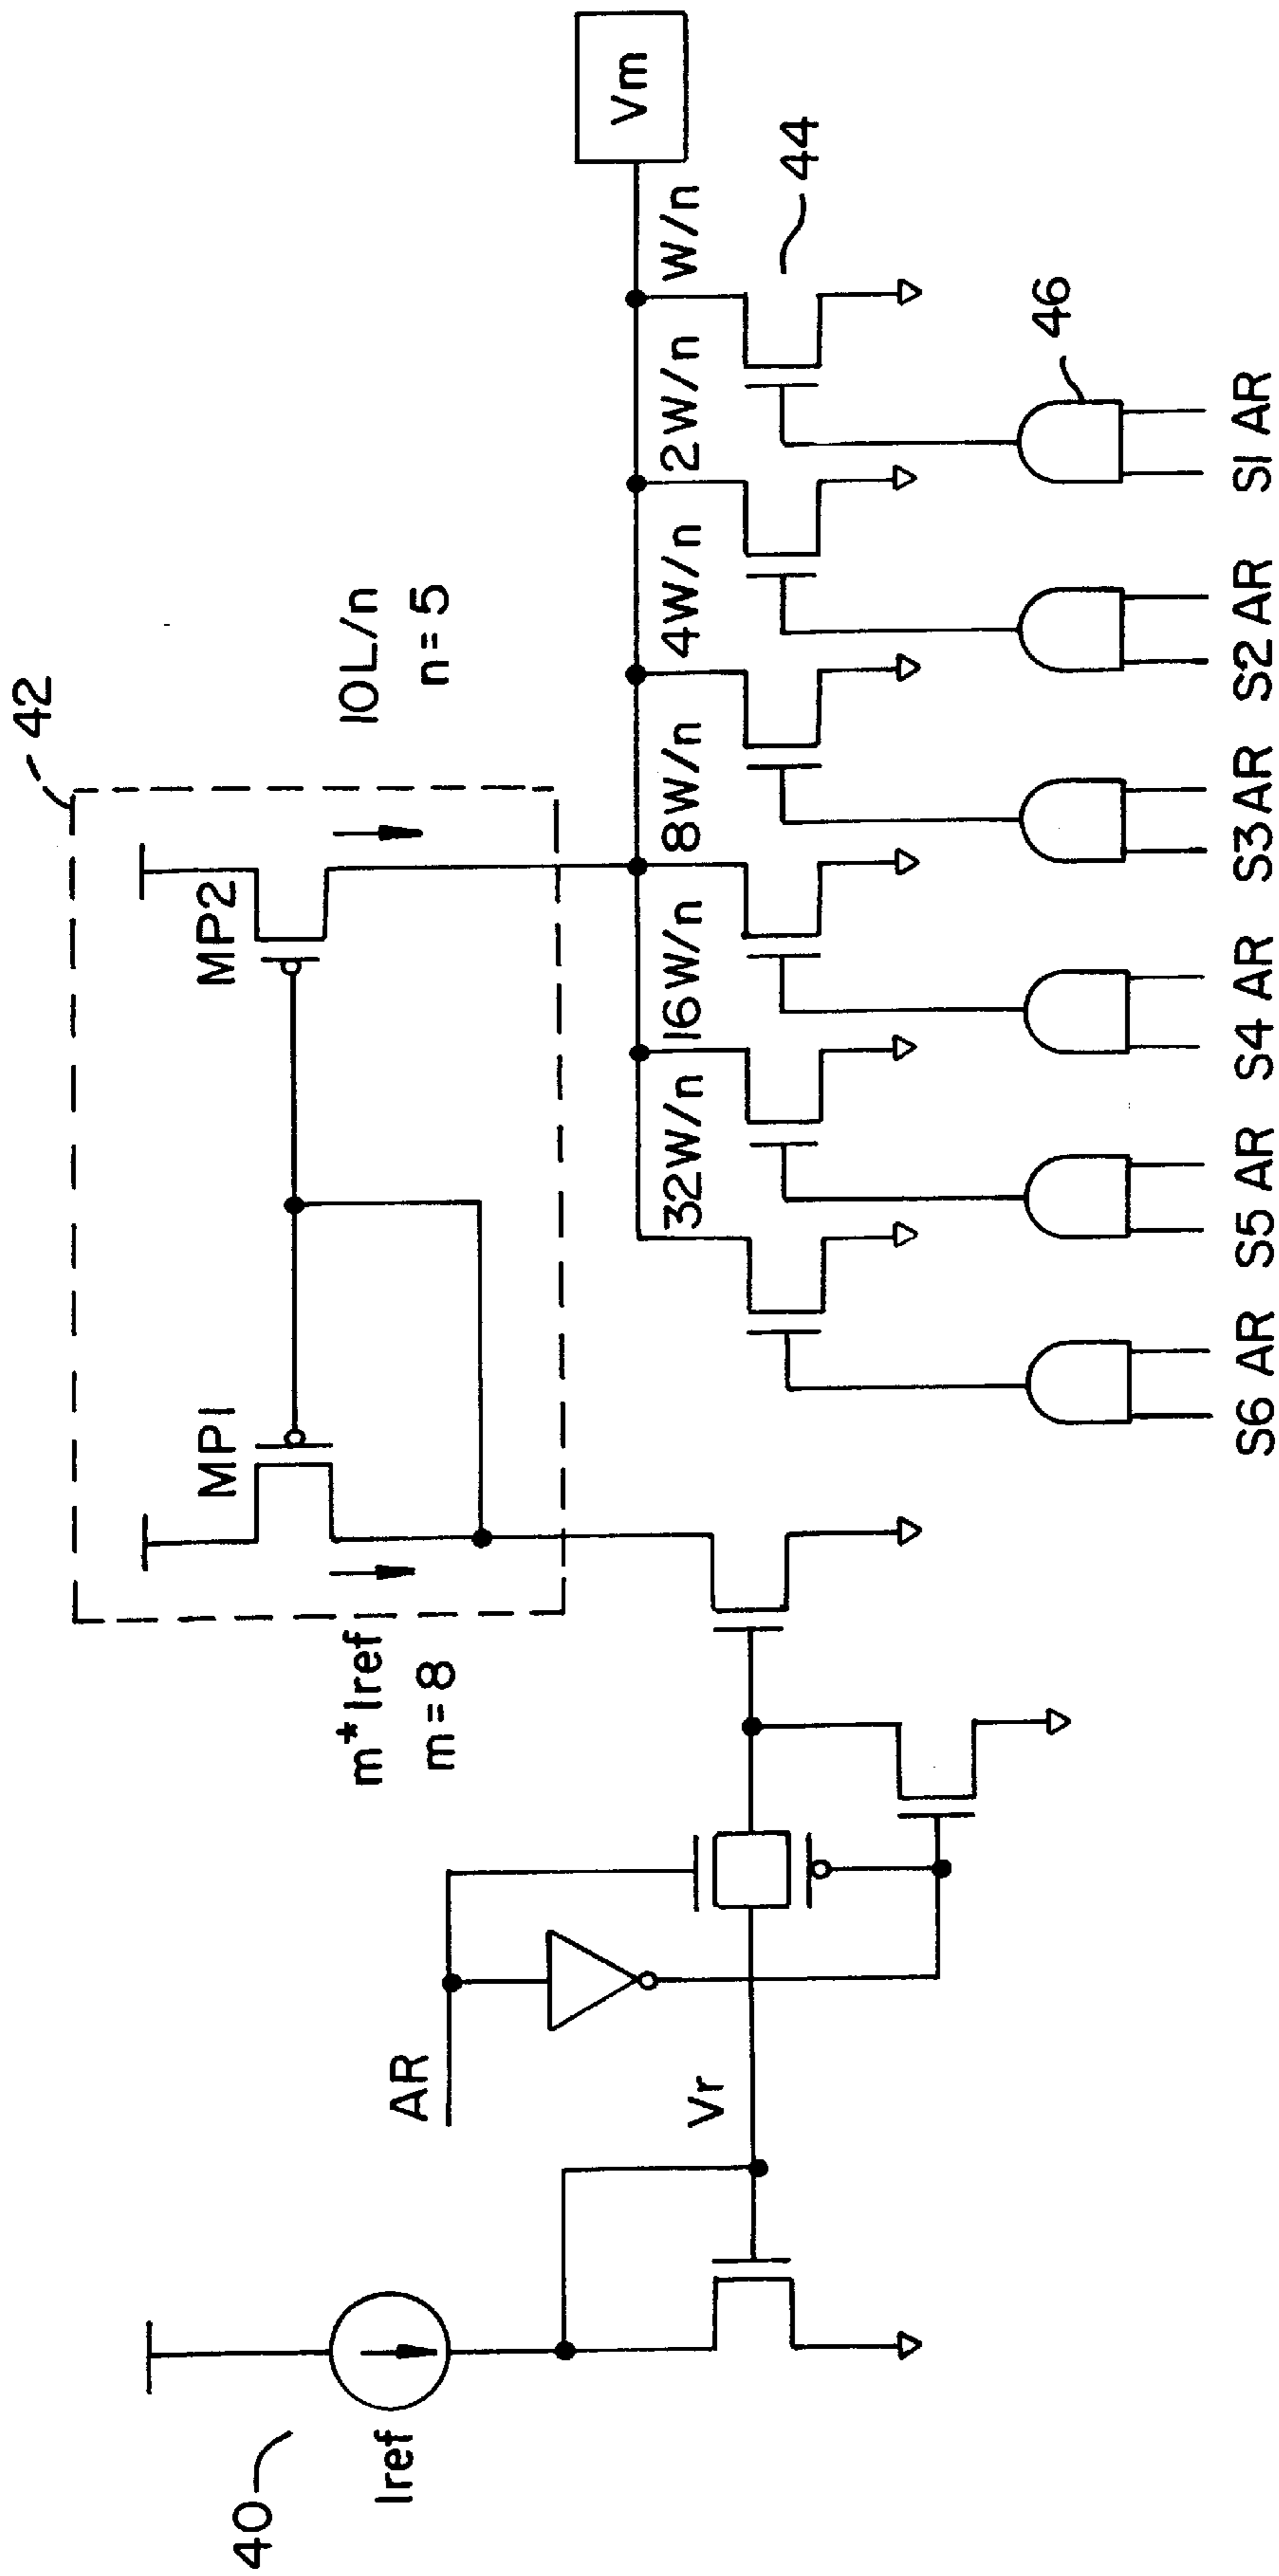 42
MP1
MP2
40
IOL/n
n=5
m* Iref
m=8
Iref
AR
Vm
32W/n
16W/n
8W/n
4W/n
2W/n
W/n
Vr
44
46
S6 AR
S5 AR
S4 AR
S3 AR
S2 AR
S1 AR